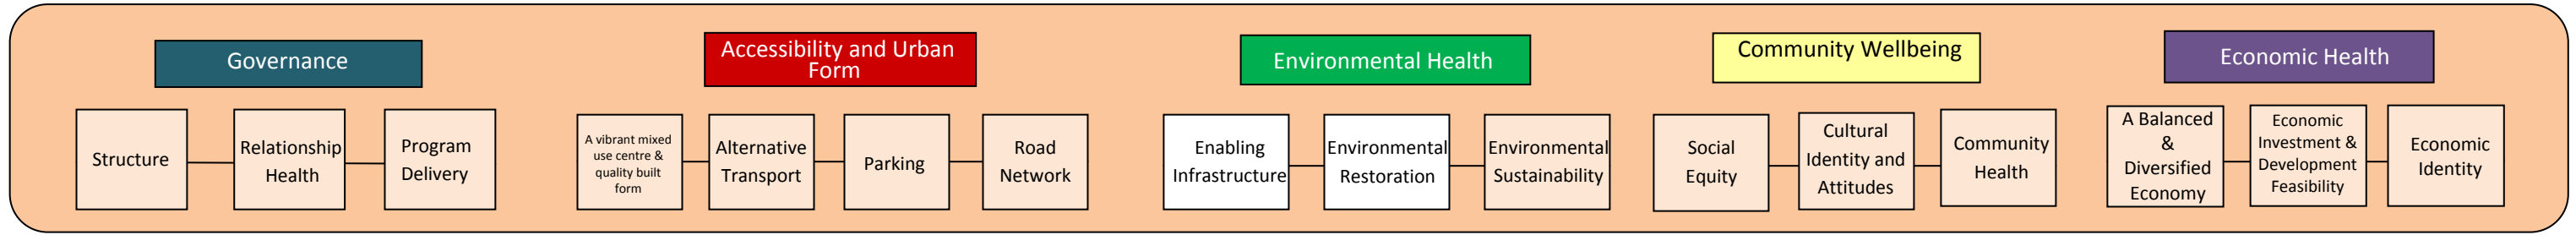 Governance
Structure
Relationship
Health
Program
Delivery
Accessibility and Urban
Form
A vibrant mixed
use centre &
quality built
form
Alternative
Transport
Parking
Road
Network
Environmental Health
Enabling
Infrastructure
Environmental
Restoration
Environmental
Sustainability
Community Wellbeing
Social
Equity
Cultural
Identity and
Attitudes
Community
Health
Economic Health
A Balanced
&
Diversified
Economy
Economic
Investment &
Development
Feasibility
Economic
Identity